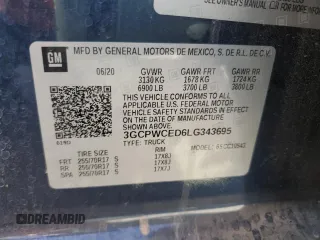 SEE OWNER'S MANUAL
GM
MFD BY GENERAL MOTORS DE MEXICO, S. DE R.L. DE C.V.
06/20 GVWR GAWR FRT GAWR RR
3130 KG 1678 KG 1724 KG
6900 LB 3700 LB 3800 LB
THIS VEHICLE CONFORMS TO ALL APPLICABLE
U.S. FEDERAL MOTOR VEHICLE SAFETY
STANDARDS IN EFFECT ON THE DATE OF
MANUFACTURE SHOWN ABOVE.
3GCPWCED6LG343695
TYPE: TRUCK
TIRE SIZE RIM
FRT 255/70R17 S 17X8J
RR 255/70R17 S 17X8J
SPA 255/70R17 S 17X7J
© DREAMBID